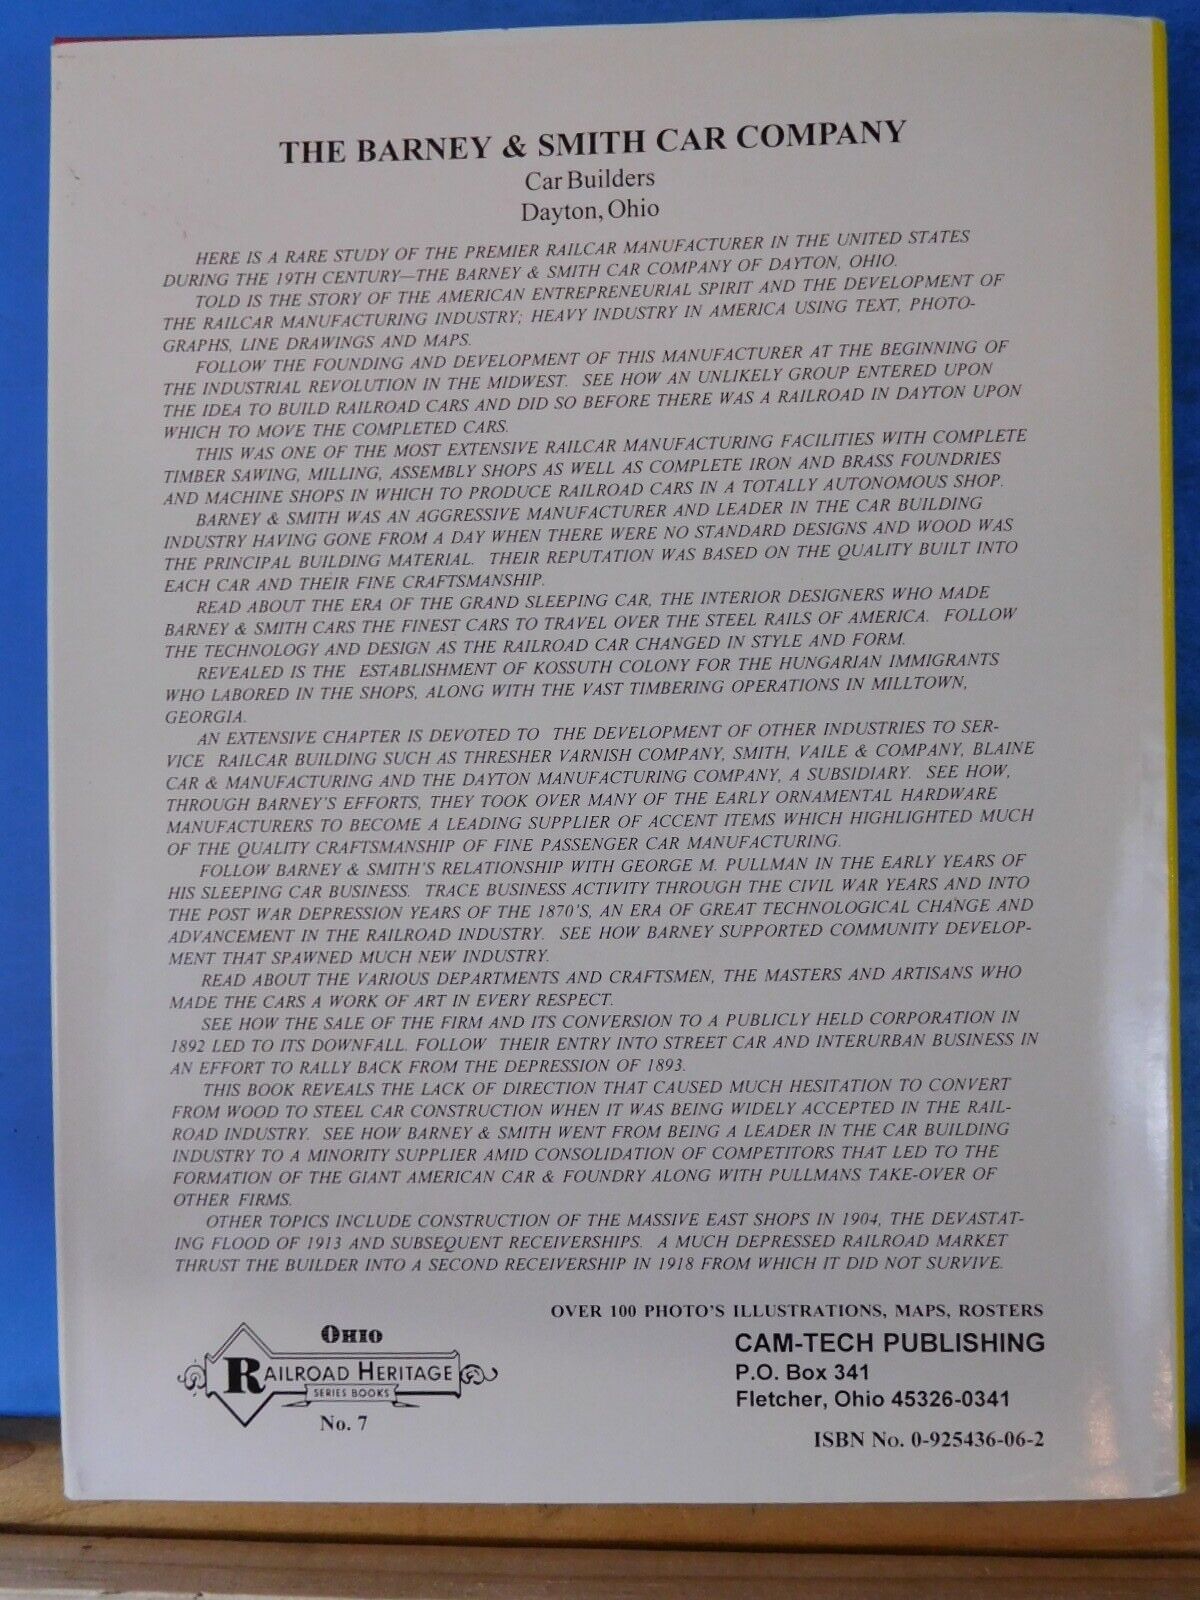 THE BARNEY & SMITH CAR COMPANY
Car Builders
Dayton, Ohio
HERE IS A RARE STUDY OF THE PREMIER RAILCAR MANUFACTURER IN THE UNITED STATES
DURING THE 19TH CENTURY—THE BARNEY & SMITH CAR COMPANY OF DAYTON, OHIO.
TOLD IS THE STORY OF THE AMERICAN ENTREPRENEURIAL SPIRIT AND THE DEVELOPMENT OF
THE RAILCAR MANUFACTURING INDUSTRY; HEAVY INDUSTRY IN AMERICA USING TEXT, PHOTO-
GRAPHS, LINE DRAWINGS AND MAPS.
FOLLOW THE FOUNDING AND DEVELOPMENT OF THIS MANUFACTURER AT THE BEGINNING OF
THE INDUSTRIAL REVOLUTION IN THE MIDWEST. SEE HOW AN UNLIKELY GROUP ENTERED UPON
THE IDEA TO BUILD RAILROAD CARS AND DID SO BEFORE THERE WAS A RAILROAD IN DAYTON UPON
WHICH TO MOVE THE COMPLETED CARS.
THIS WAS ONE OF THE MOST EXTENSIVE RAILCAR MANUFACTURING FACILITIES WITH COMPLETE
TIMBER SAWING, MILLING, ASSEMBLY SHOPS AS WELL AS COMPLETE IRON AND BRASS FOUNDRIES
AND MACHINE SHOPS IN WHICH TO PRODUCE RAILROAD CARS IN A TOTALLY AUTONOMOUS SHOP.
BARNEY & SMITH WAS AN AGGRESSIVE MANUFACTURER AND LEADER IN THE CAR BUILDING
INDUSTRY HAVING GONE FROM A DAY WHEN THERE WERE NO STANDARD DESIGNS AND WOOD WAS
THE PRINCIPAL BUILDING MATERIAL. THEIR REPUTATION WAS BASED ON THE QUALITY BUILT INTO
EACH CAR AND THEIR FINE CRAFTSMANSHIP.
READ ABOUT THE ERA OF THE GRAND SLEEPING CAR, THE INTERIOR DESIGNERS WHO MADE
BARNEY & SMITH CARS THE FINEST CARS TO TRAVEL OVER THE STEEL RAILS OF AMERICA. FOLLOW
THE TECHNOLOGY AND DESIGN AS THE RAILROAD CAR CHANGED IN STYLE AND FORM.
REVEALED IS THE ESTABLISHMENT OF KOSSUTH COLONY FOR THE HUNGARIAN IMMIGRANTS
WHO LABORED IN THE SHOPS, ALONG WITH THE VAST TIMBERING OPERATIONS IN MILLTOWN,
GEORGIA.
AN EXTENSIVE CHAPTER IS DEVOTED TO THE DEVELOPMENT OF OTHER INDUSTRIES TO SER-
VICE RAILCAR BUILDING SUCH AS THRESHER VARNISH COMPANY, SMITH, VAILE & COMPANY, BLAINE
CAR & MANUFACTURING AND THE DAYTON MANUFACTURING COMPANY, A SUBSIDIARY. SEE HOW,
THROUGH BARNEY'S EFFORTS, THEY TOOK OVER MANY OF THE EARLY ORNAMENTAL HARDWARE
MANUFACTURERS TO BECOME A LEADING SUPPLIER OF ACCENT ITEMS WHICH HIGHLIGHTED MUCH
OF THE QUALITY CRAFTSMANSHIP OF FINE PASSENGER CAR MANUFACTURING.
FOLLOW BARNEY & SMITH'S RELATIONSHIP WITH GEORGE M. PULLMAN IN THE EARLY YEARS OF
HIS SLEEPING CAR BUSINESS. TRACE BUSINESS ACTIVITY THROUGH THE CIVIL WAR YEARS AND INTO
THE POST WAR DEPRESSION YEARS OF THE 1870'S, AN ERA OF GREAT TECHNOLOGICAL CHANGE AND
ADVANCEMENT IN THE RAILROAD INDUSTRY. SEE HOW BARNEY SUPPORTED COMMUNITY DEVELOP-
MENT THAT SPAWNED MUCH NEW INDUSTRY.
READ ABOUT THE VARIOUS DEPARTMENTS AND CRAFTSMEN, THE MASTERS AND ARTISANS WHO
MADE THE CARS A WORK OF ART IN EVERY RESPECT.
SEE HOW THE SALE OF THE FIRM AND ITS CONVERSION TO A PUBLICLY HELD CORPORATION IN
1892 LED TO ITS DOWNFALL. FOLLOW THEIR ENTRY INTO STREET CAR AND INTERURBAN BUSINESS IN
AN EFFORT TO RALLY BACK FROM THE DEPRESSION OF 1893.
THIS BOOK REVEALS THE LACK OF DIRECTION THAT CAUSED MUCH HESITATION TO CONVERT
FROM WOOD TO STEEL CAR CONSTRUCTION WHEN IT WAS BEING WIDELY ACCEPTED IN THE RAIL-
ROAD INDUSTRY. SEE HOW BARNEY & SMITH WENT FROM BEING A LEADER IN THE CAR BUILDING
INDUSTRY TO A MINORITY SUPPLIER AMID CONSOLIDATION OF COMPETITORS THAT LED TO THE
FORMATION OF THE GIANT AMERICAN CAR & FOUNDRY ALONG WITH PULLMANS TAKE-OVER OF
OTHER FIRMS.
OTHER TOPICS INCLUDE CONSTRUCTION OF THE MASSIVE EAST SHOPS IN 1904, THE DEVASTAT-
ING FLOOD OF 1913 AND SUBSEQUENT RECEIVERSHIPS. A MUCH DEPRESSED RAILROAD MARKET
THRUST THE BUILDER INTO A SECOND RECEIVERSHIP IN 1918 FROM WHICH IT DID NOT SURVIVE.
OVER 100 PHOTO'S ILLUSTRATIONS, MAPS, ROSTERS
CAM-TECH PUBLISHING
P.O. Box 341
Fletcher, Ohio 45326-0341
ISBN No. 0-925436-06-2
OHIO
RAILROAD HERITAGE
SERIES BOOKS
No. 7